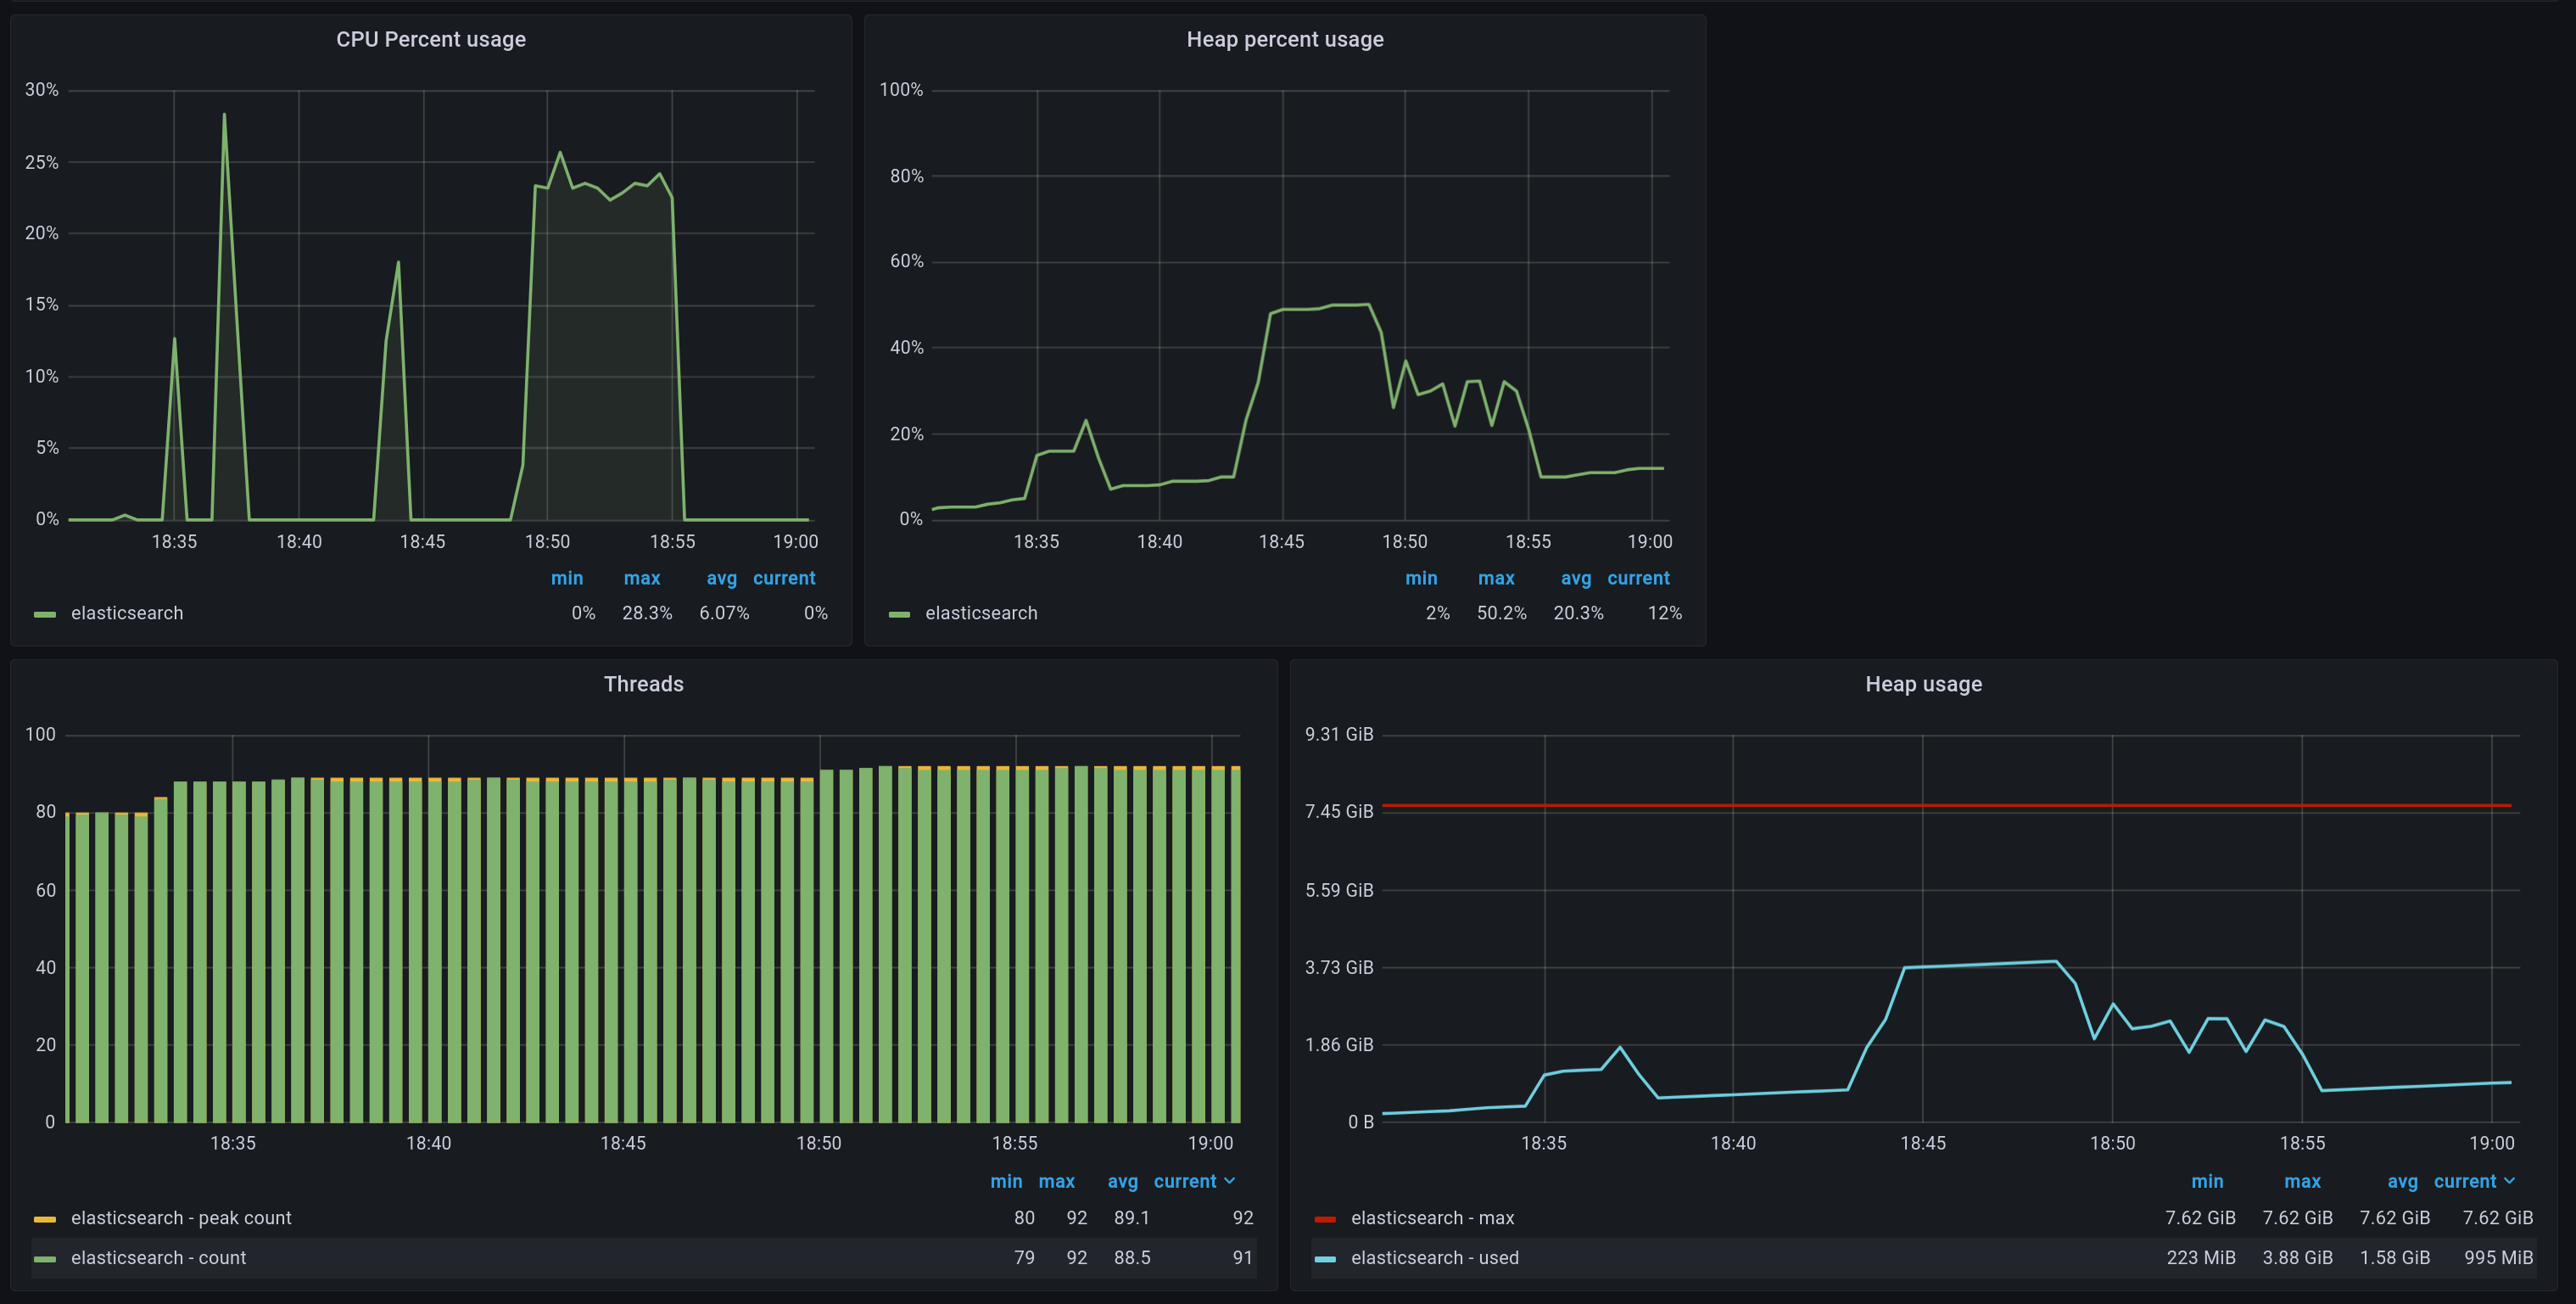 CPU Percent usage
30%
25%
20%
15%
10%
5%
0%
18:35 18:40 18:45 18:50 18:55 19:00
min max avg current
elasticsearch 0% 28.3% 6.07% 0%
Heap percent usage
100%
80%
60%
40%
20%
0%
18:35 18:40 18:45 18:50 18:55 19:00
min max avg current
elasticsearch 2% 50.2% 20.3% 12%
Threads
100
80
60
40
20
0
18:35 18:40 18:45 18:50 18:55 19:00
min max avg current
elasticsearch - peak count 80 92 89.1 92
elasticsearch - count 79 92 88.5 91
Heap usage
9.31 GiB
7.45 GiB
5.59 GiB
3.73 GiB
1.86 GiB
0 B
18:35 18:40 18:45 18:50 18:55 19:00
min max avg current
elasticsearch - max 7.62 GiB 7.62 GiB 7.62 GiB 7.62 GiB
elasticsearch - used 223 MiB 3.88 GiB 1.58 GiB 995 MiB